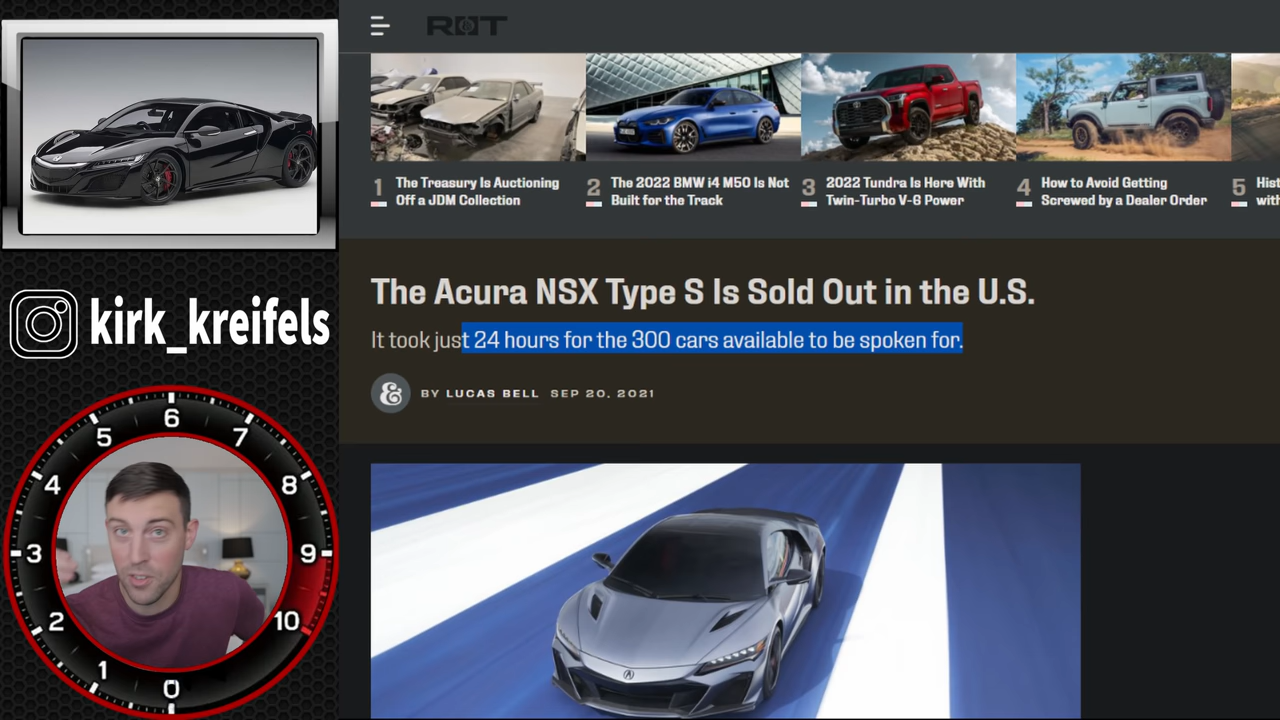 R&T
1 The Treasury Is Auctioning
Off a JDM Collection
2 The 2022 BMW i4 M50 Is Not
Built for the Track
3 2022 Tundra Is Here With
Twin-Turbo V-6 Power
4 How to Avoid Getting
Screwed by a Dealer Order
5 Hist
with
The Acura NSX Type S Is Sold Out in the U.S.
It took just 24 hours for the 300 cars available to be spoken for.
& BY LUCAS BELL SEP 20, 2021
kirk_kreifels
0
1
2
3
4
5
6
7
8
9
10